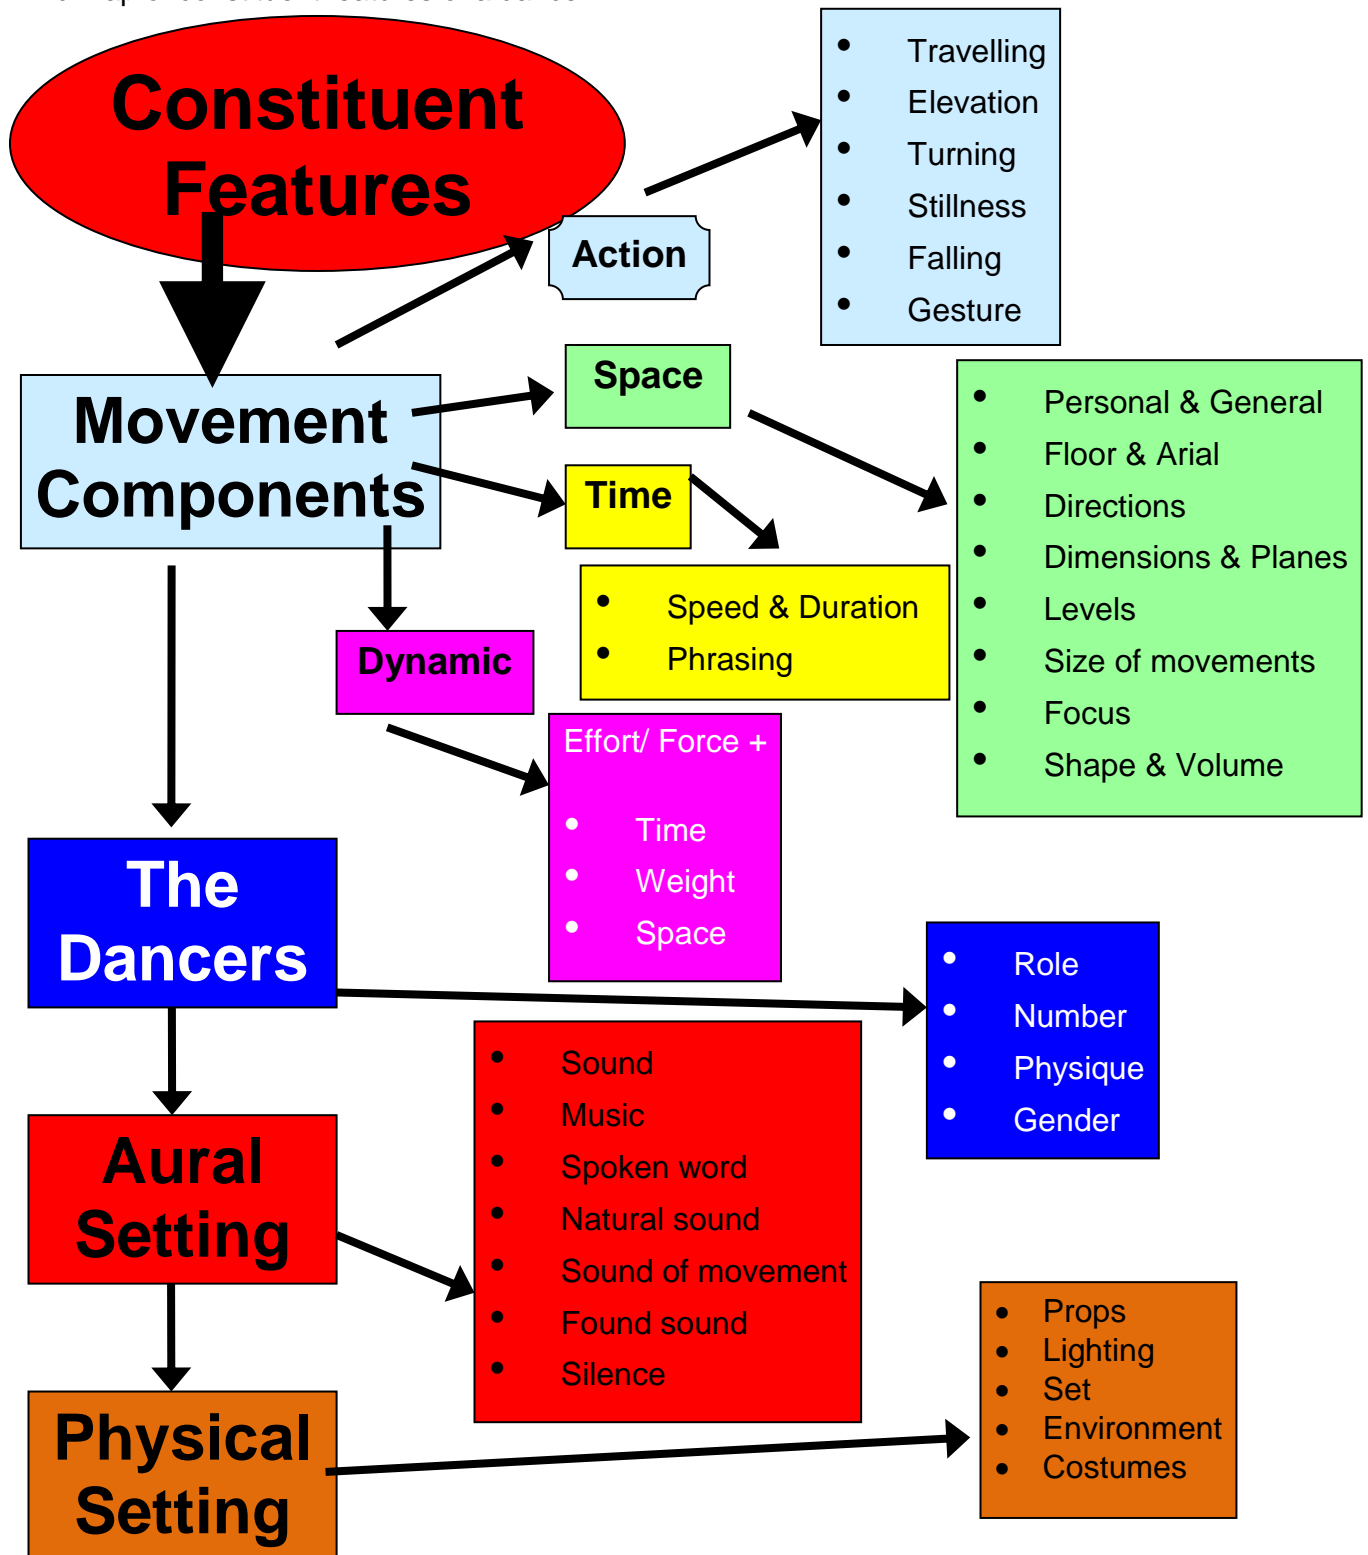 Constituent
Features
Action
Travelling
Elevation
Turning
Stillness
Falling
Gesture
Movement
Components
Space
Personal & General
Floor & Arial
Directions
Dimensions & Planes
Levels
Size of movements
Focus
Shape & Volume
Time
Speed & Duration
Phrasing
Dynamic
Effort/ Force +
Time
Weight
Space
The
Dancers
Role
Number
Physique
Gender
Aural
Setting
Sound
Music
Spoken word
Natural sound
Sound of movement
Found sound
Silence
Physical
Setting
Props
Lighting
Set
Environment
Costumes